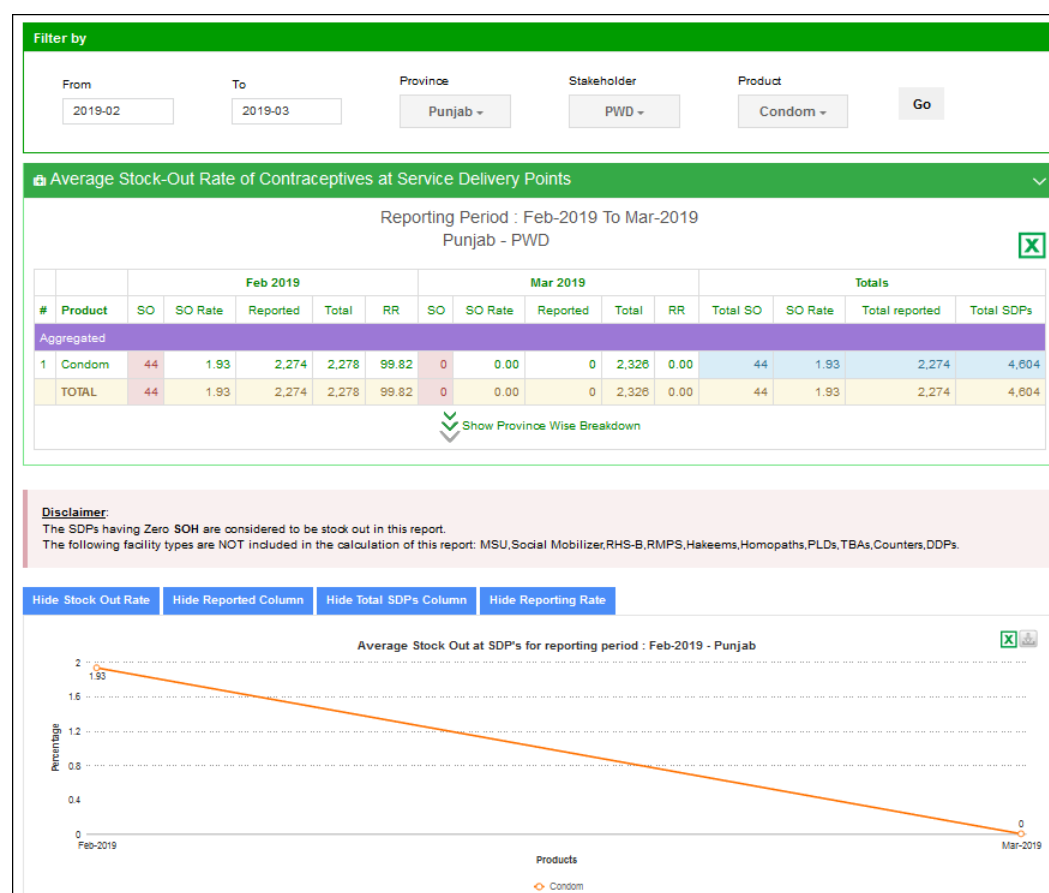 Filter by
From To Province Stakeholder Product
2019-02 2019-03 Punjab PWD Condom Go
Average Stock-Out Rate of Contraceptives at Service Delivery Points
Reporting Period : Feb-2019 To Mar-2019
Punjab - PWD
Feb 2019 Mar 2019 Totals
# Product SO SO Rate Reported Total RR SO SO Rate Reported Total RR Total SO SO Rate Total reported Total SDPs
Aggregated
1 Condom 44 1.93 2,274 2,278 99.82 0 0.00 0 2,326 0.00 44 1.93 2,274 4,604
TOTAL 44 1.93 2,274 2,278 99.82 0 0.00 0 2,326 0.00 44 1.93 2,274 4,604
Show Province Wise Breakdown
Disclaimer:
The SDPs having Zero SOH are considered to be stock out in this report.
The following facility types are NOT included in the calculation of this report: MSU,Social Mobilizer,RHS-B,RMPS,Hakeems,Homopaths,PLDs,TBAs,Counters,DDPs.
Hide Stock Out Rate Hide Reported Column Hide Total SDPs Column Hide Reporting Rate
Average Stock Out at SDP's for reporting period : Feb-2019 - Punjab
Percentage
2
1.93
1.6
1.2
0.8
0.4
0
0
Feb-2019 Mar-2019
Products
Condom